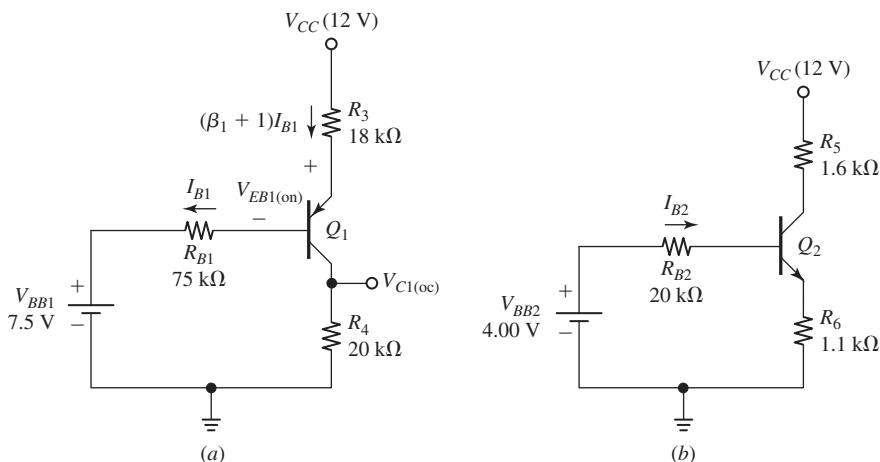 V_CC (12 V)
(β₁ + 1)I_B1
R₃
18 kΩ
+
I_B1
V_EB1(on)
−
Q₁
R_B1
75 kΩ
V_C1(oc)
V_BB1
7.5 V
+
−
R₄
20 kΩ
(a)
V_CC (12 V)
R₅
1.6 kΩ
I_B2
Q₂
R_B2
20 kΩ
V_BB2
4.00 V
+
−
R₆
1.1 kΩ
(b)